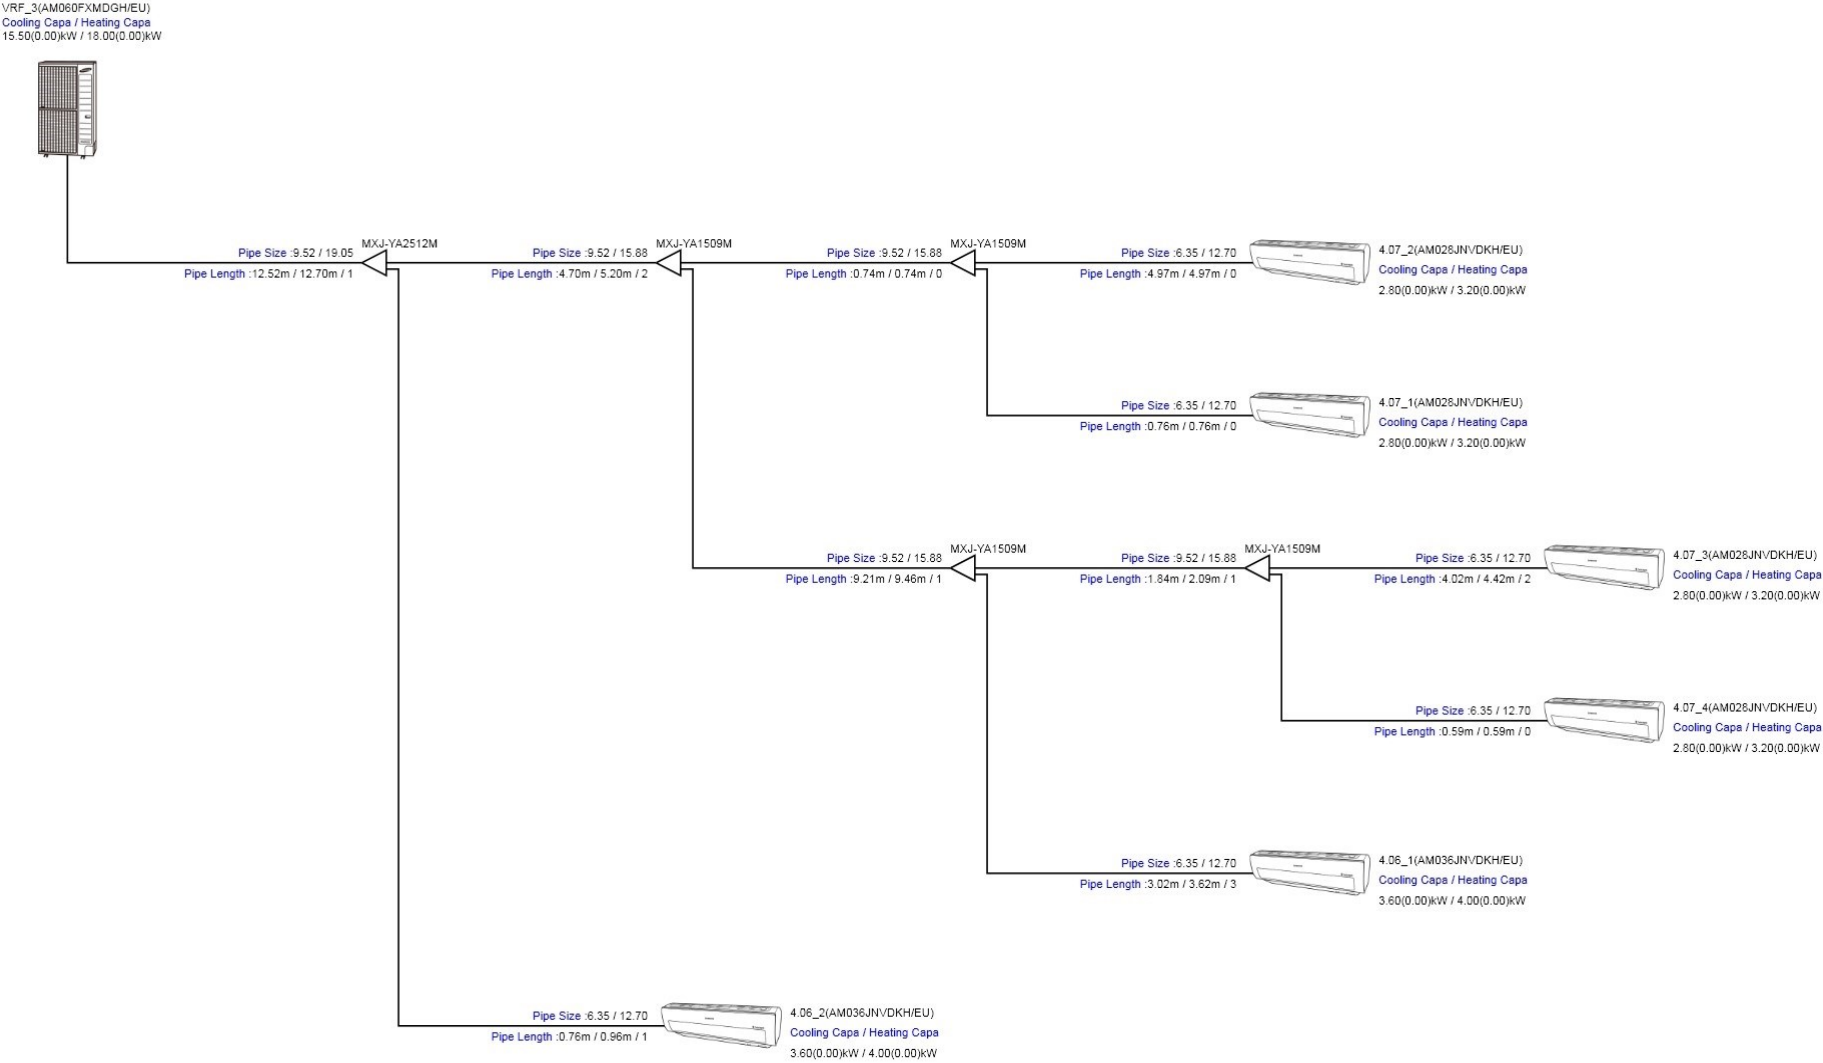 VRF_3(AM060FXMDGH/EU)
Cooling Capa / Heating Capa
15.50(0.00)kW / 18.00(0.00)kW
Pipe Size :9.52 / 19.05
Pipe Length :12.52m / 12.70m / 1
MXJ-YA2512M
Pipe Size :9.52 / 15.88
Pipe Length :4.70m / 5.20m / 2
MXJ-YA1509M
Pipe Size :9.52 / 15.88
Pipe Length :0.74m / 0.74m / 0
MXJ-YA1509M
Pipe Size :6.35 / 12.70
Pipe Length :4.97m / 4.97m / 0
4.07_2(AM028JNVDKH/EU)
Cooling Capa / Heating Capa
2.80(0.00)kW / 3.20(0.00)kW
Pipe Size :6.35 / 12.70
Pipe Length :0.76m / 0.76m / 0
4.07_1(AM028JNVDKH/EU)
Cooling Capa / Heating Capa
2.80(0.00)kW / 3.20(0.00)kW
Pipe Size :9.52 / 15.88
Pipe Length :9.21m / 9.46m / 1
MXJ-YA1509M
Pipe Size :9.52 / 15.88
Pipe Length :1.84m / 2.09m / 1
MXJ-YA1509M
Pipe Size :6.35 / 12.70
Pipe Length :4.02m / 4.42m / 2
4.07_3(AM028JNVDKH/EU)
Cooling Capa / Heating Capa
2.80(0.00)kW / 3.20(0.00)kW
Pipe Size :6.35 / 12.70
Pipe Length :0.59m / 0.59m / 0
4.07_4(AM028JNVDKH/EU)
Cooling Capa / Heating Capa
2.80(0.00)kW / 3.20(0.00)kW
Pipe Size :6.35 / 12.70
Pipe Length :3.02m / 3.62m / 3
4.06_1(AM036JNVDKH/EU)
Cooling Capa / Heating Capa
3.60(0.00)kW / 4.00(0.00)kW
Pipe Size :6.35 / 12.70
Pipe Length :0.76m / 0.96m / 1
4.06_2(AM036JNVDKH/EU)
Cooling Capa / Heating Capa
3.60(0.00)kW / 4.00(0.00)kW